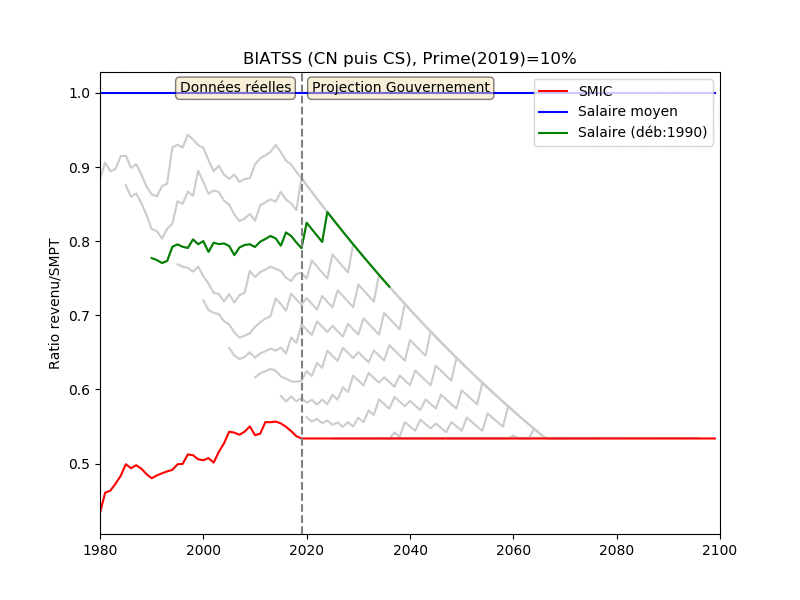 BIATSS (CN puis CS), Prime(2019)=10%
Données réelles
Projection Gouvernement
SMIC
Salaire moyen
Salaire (déb:1990)
Ratio revenu/SMPT
1.0
0.9
0.8
0.7
0.6
0.5
1980 2000 2020 2040 2060 2080 2100